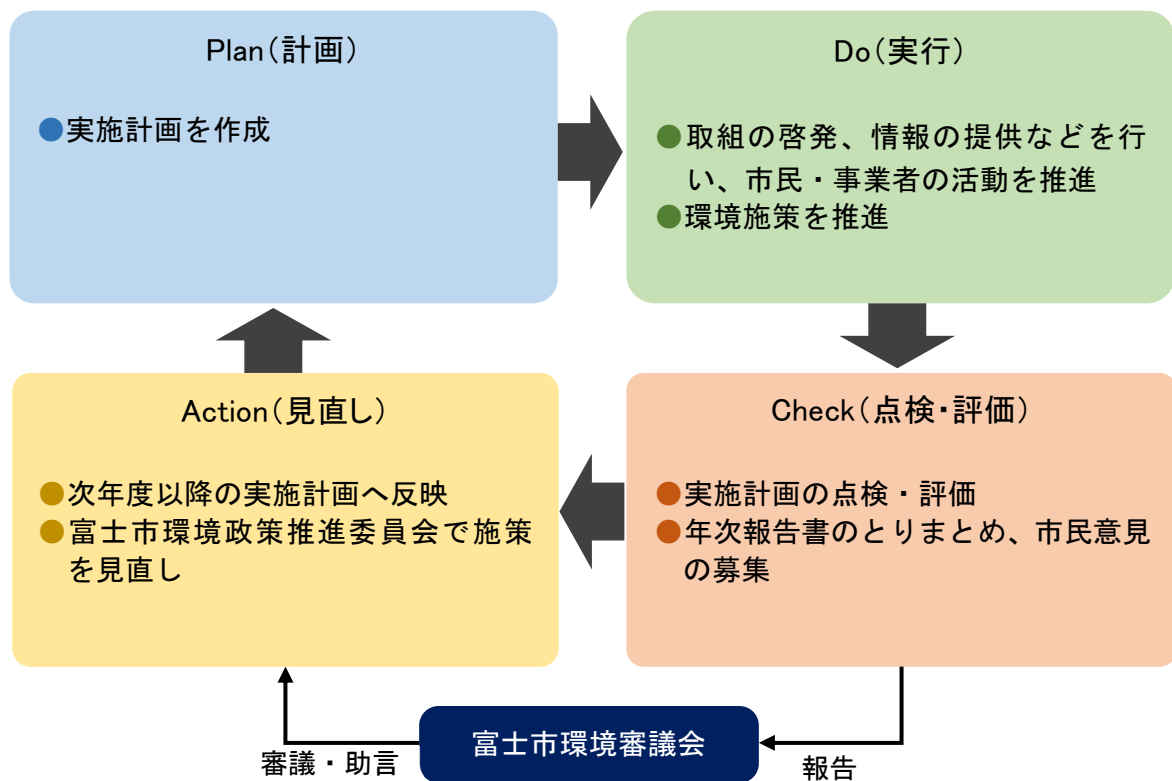 Plan(計画)
●実施計画を作成
Do(実行)
●取組の啓発、情報の提供などを行
い、市民・事業者の活動を推進
●環境施策を推進
Check(点検・評価)
●実施計画の点検・評価
●年次報告書のとりまとめ、市民意見
の募集
Action(見直し)
●次年度以降の実施計画へ反映
●富士市環境政策推進委員会で施策
を見直し
富士市環境審議会
審議・助言
報告